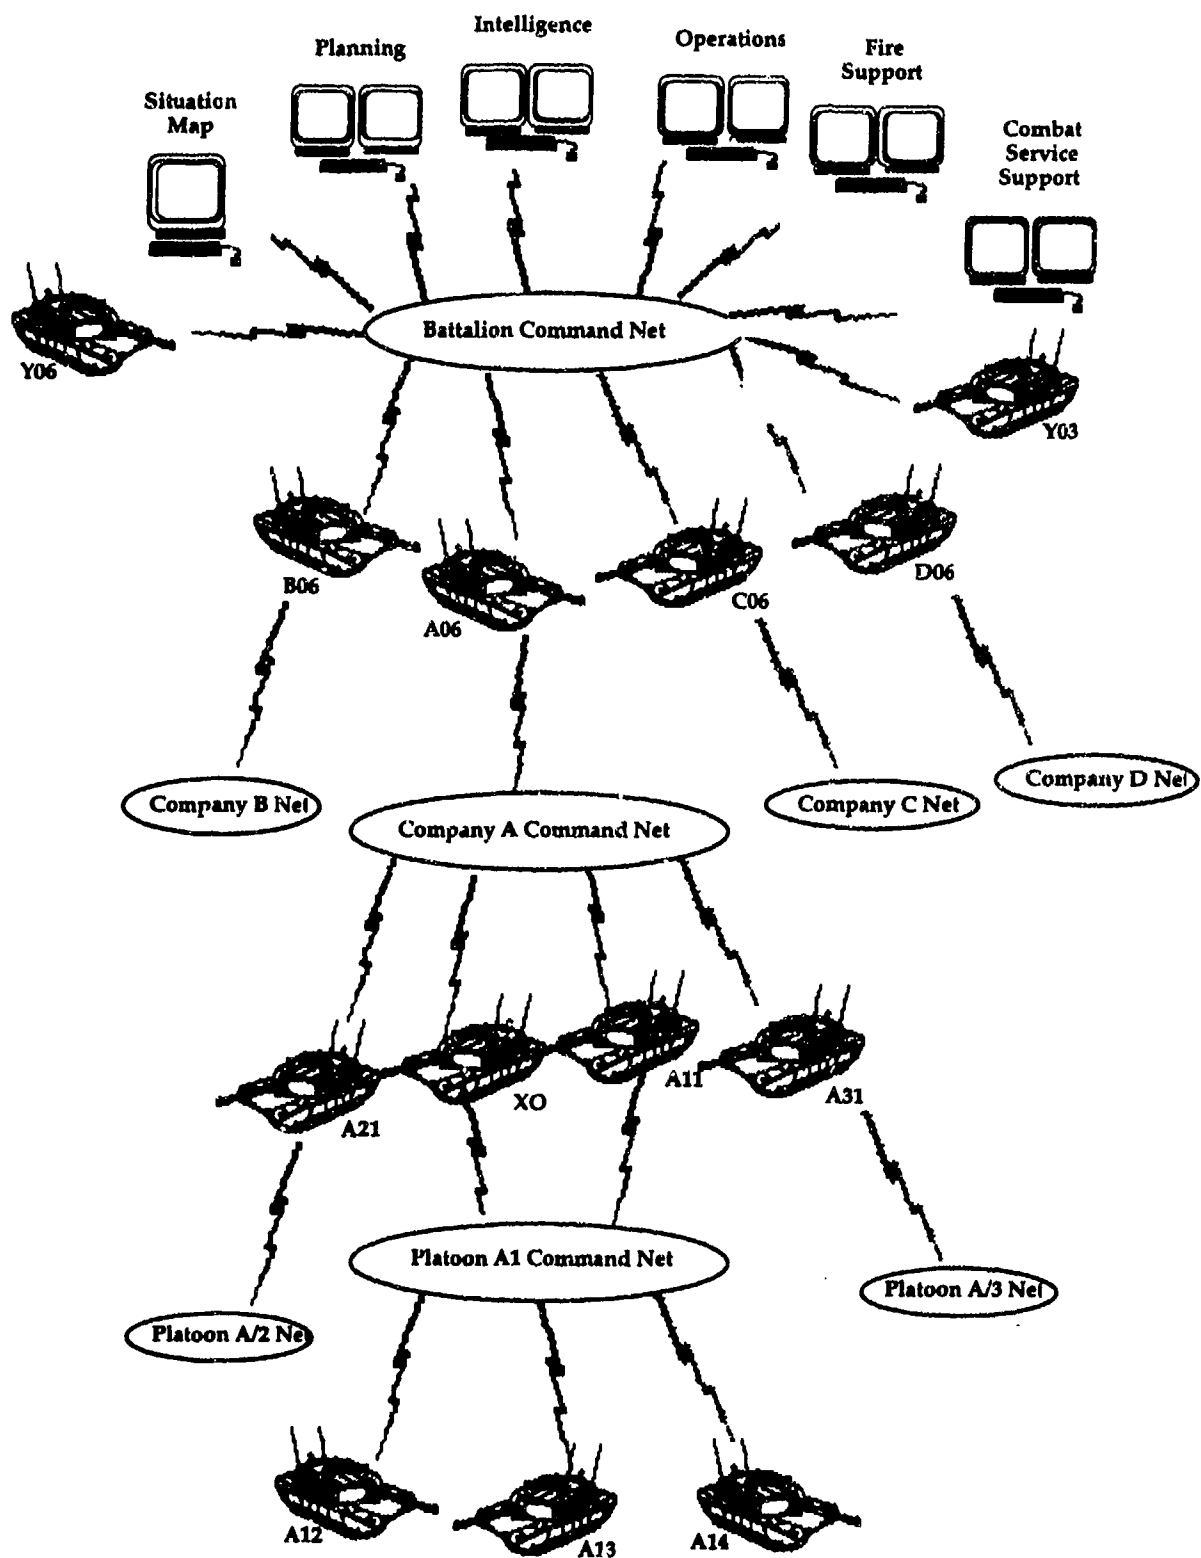 Intelligence
Operations
Planning
Fire
Support
Situation
Map
Combat
Service
Support
Battalion Command Net
Y06
Y03
B06
A06
C06
D06
Company B Net
Company A Command Net
Company C Net
Company D Net
A21
XO
A11
A31
Platoon A1 Command Net
Platoon A/3 Net
Platoon A/2 Net
A12
A13
A14